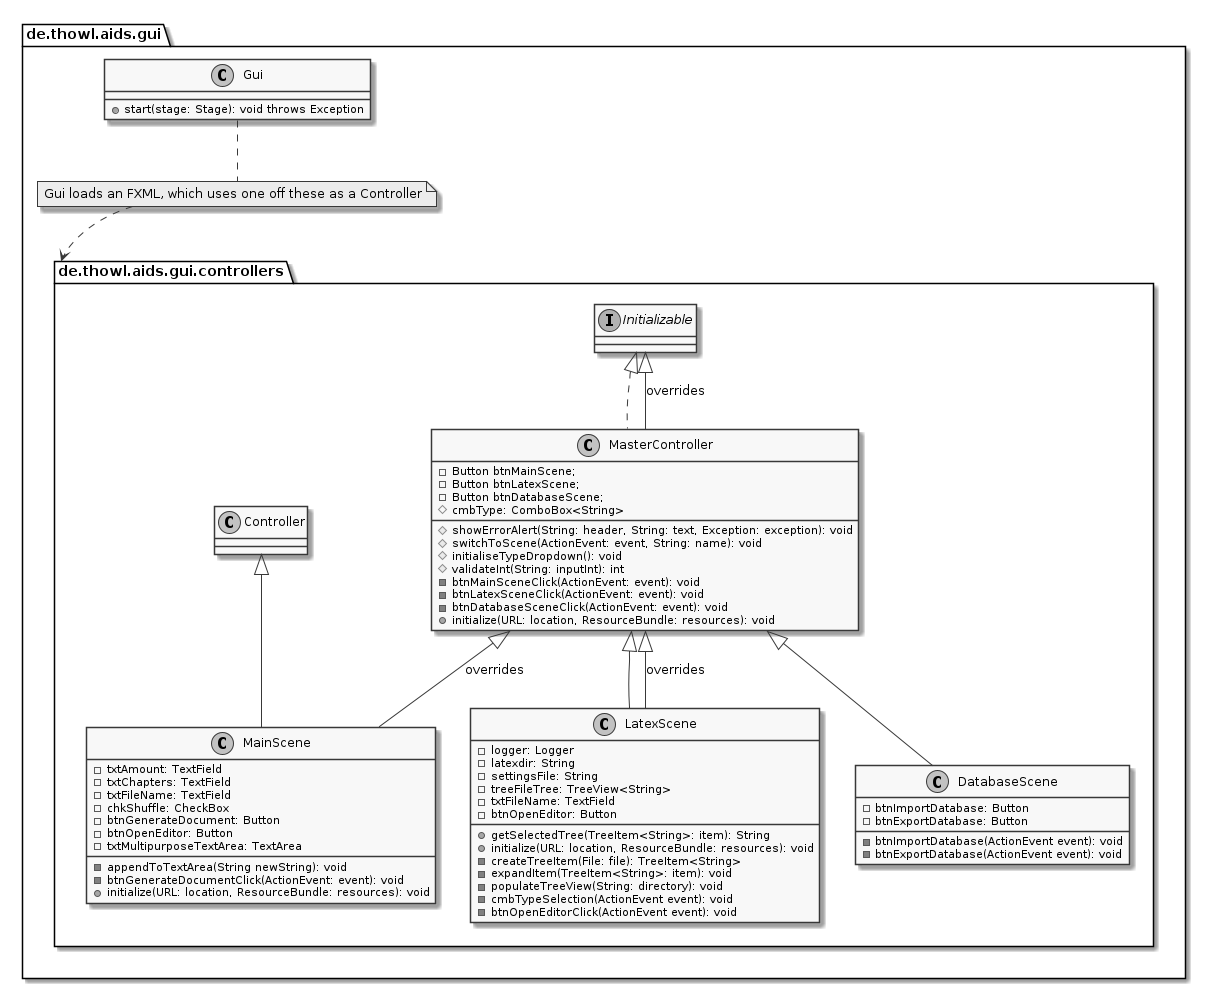 de.thowl.aids.gui
C Gui
start(stage: Stage): void throws Exception
Gui loads an FXML, which uses one off these as a Controller
de.thowl.aids.gui.controllers
I Initializable
overrides
C MasterController
Button btnMainScene;
Button btnLatexScene;
Button btnDatabaseScene;
cmbType: ComboBox<String>
showErrorAlert(String: header, String: text, Exception: exception): void
switchToScene(ActionEvent: event, String: name): void
initialiseTypeDropdown(): void
validateInt(String: inputInt): int
btnMainSceneClick(ActionEvent: event): void
btnLatexSceneClick(ActionEvent: event): void
btnDatabaseSceneClick(ActionEvent: event): void
initialize(URL: location, ResourceBundle: resources): void
C Controller
overrides
overrides
C MainScene
txtAmount: TextField
txtChapters: TextField
txtFileName: TextField
chkShuffle: CheckBox
btnGenerateDocument: Button
btnOpenEditor: Button
txtMultipurposeTextArea: TextArea
appendToTextArea(String newString): void
btnGenerateDocumentClick(ActionEvent: event): void
initialize(URL: location, ResourceBundle: resources): void
C LatexScene
logger: Logger
latexdir: String
settingsFile: String
treeFileTree: TreeView<String>
txtFileName: TextField
btnOpenEditor: Button
getSelectedTree(TreeItem<String>: item): String
initialize(URL: location, ResourceBundle: resources): void
createTreeItem(File: file): TreeItem<String>
expandItem(TreeItem<String>: item): void
populateTreeView(String: directory): void
cmbTypeSelection(ActionEvent event): void
btnOpenEditorClick(ActionEvent event): void
C DatabaseScene
btnImportDatabase: Button
btnExportDatabase: Button
btnImportDatabase(ActionEvent event): void
btnExportDatabase(ActionEvent event): void